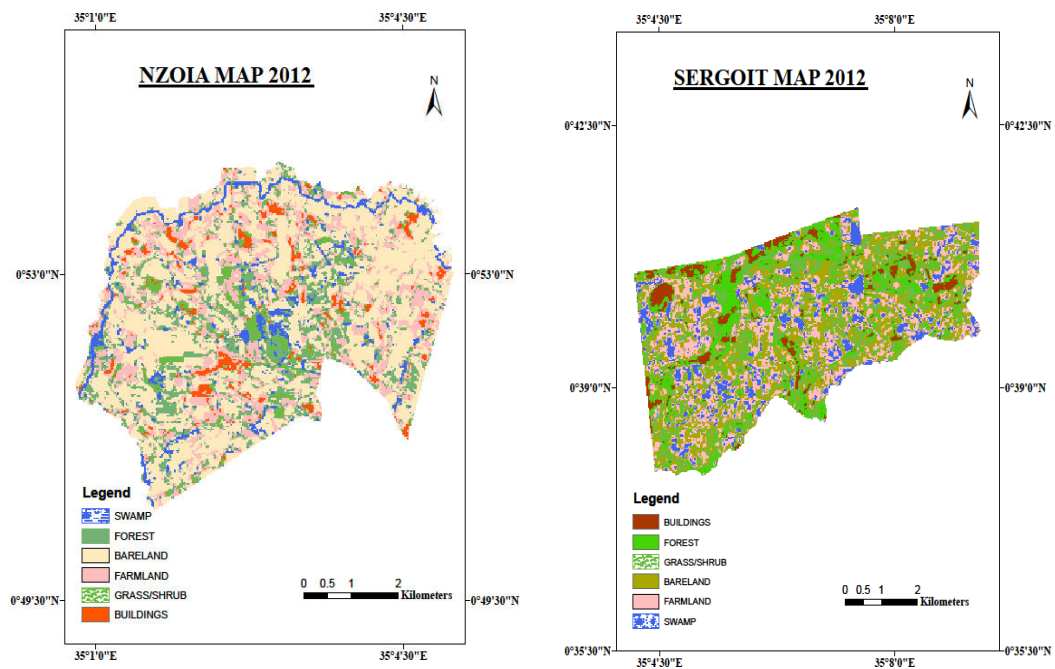 35°1'0"E 35°4'30"E
NZOIA MAP 2012
N
0°53'0"N 0°53'0"N
Legend
SWAMP
FOREST
BARELAND
FARMLAND
GRASS/SHRUB
BUILDINGS
0 0.5 1 2
Kilometers
0°49'30"N 0°49'30"N
35°1'0"E 35°4'30"E
35°4'30"E 35°8'0"E
SERGOIT MAP 2012
N
0°42'30"N 0°42'30"N
0°39'0"N 0°39'0"N
Legend
BUILDINGS
FOREST
GRASS/SHRUB
BARELAND
FARMLAND
SWAMP
0 0.5 1 2
Kilometers
0°35'30"N 0°35'30"N
35°4'30"E 35°8'0"E